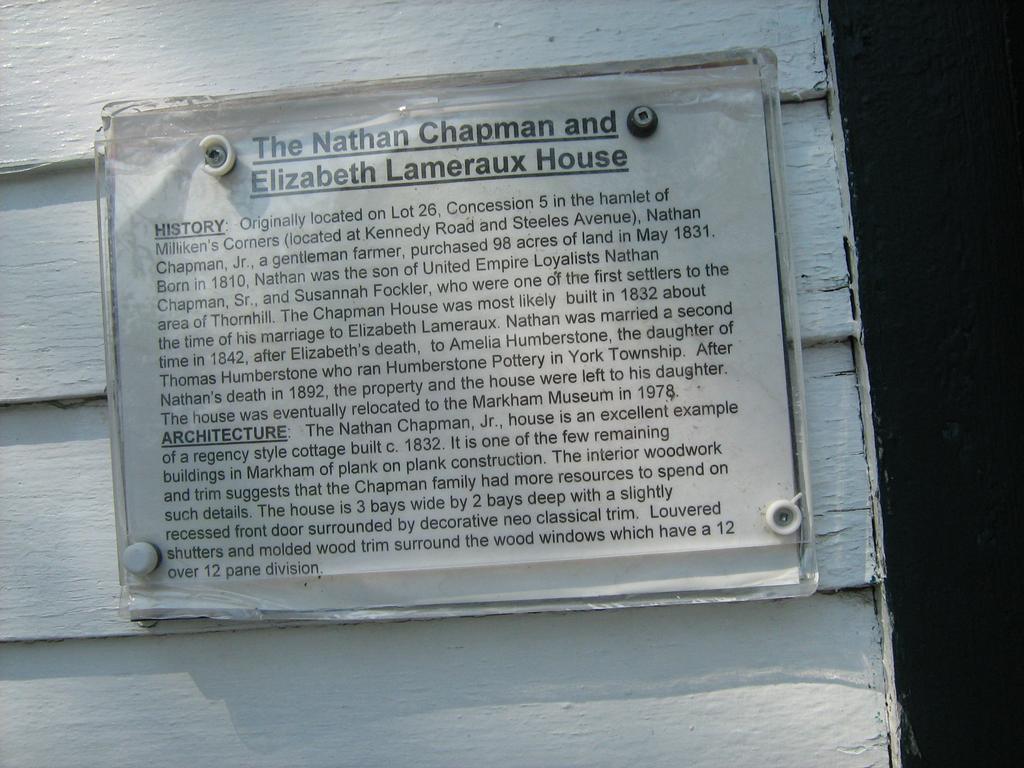 The Nathan Chapman and
Elizabeth Lameraux House
HISTORY: Originally located on Lot 26, Concession 5 in the hamlet of
Milliken's Corners (located at Kennedy Road and Steeles Avenue), Nathan
Chapman, Jr., a gentleman farmer, purchased 98 acres of land in May 1831.
Born in 1810, Nathan was the son of United Empire Loyalists Nathan
Chapman, Sr., and Susannah Fockler, who were one of the first settlers to the
area of Thornhill. The Chapman House was most likely built in 1832 about
the time of his marriage to Elizabeth Lameraux. Nathan was married a second
time in 1842, after Elizabeth's death, to Amelia Humberstone, the daughter of
Thomas Humberstone who ran Humberstone Pottery in York Township. After
Nathan's death in 1892, the property and the house were left to his daughter.
The house was eventually relocated to the Markham Museum in 1978.
ARCHITECTURE: The Nathan Chapman, Jr., house is an excellent example
of a regency style cottage built c. 1832. It is one of the few remaining
buildings in Markham of plank on plank construction. The interior woodwork
and trim suggests that the Chapman family had more resources to spend on
such details. The house is 3 bays wide by 2 bays deep with a slightly
recessed front door surrounded by decorative neo classical trim. Louvered
shutters and molded wood trim surround the wood windows which have a 12
over 12 pane division.